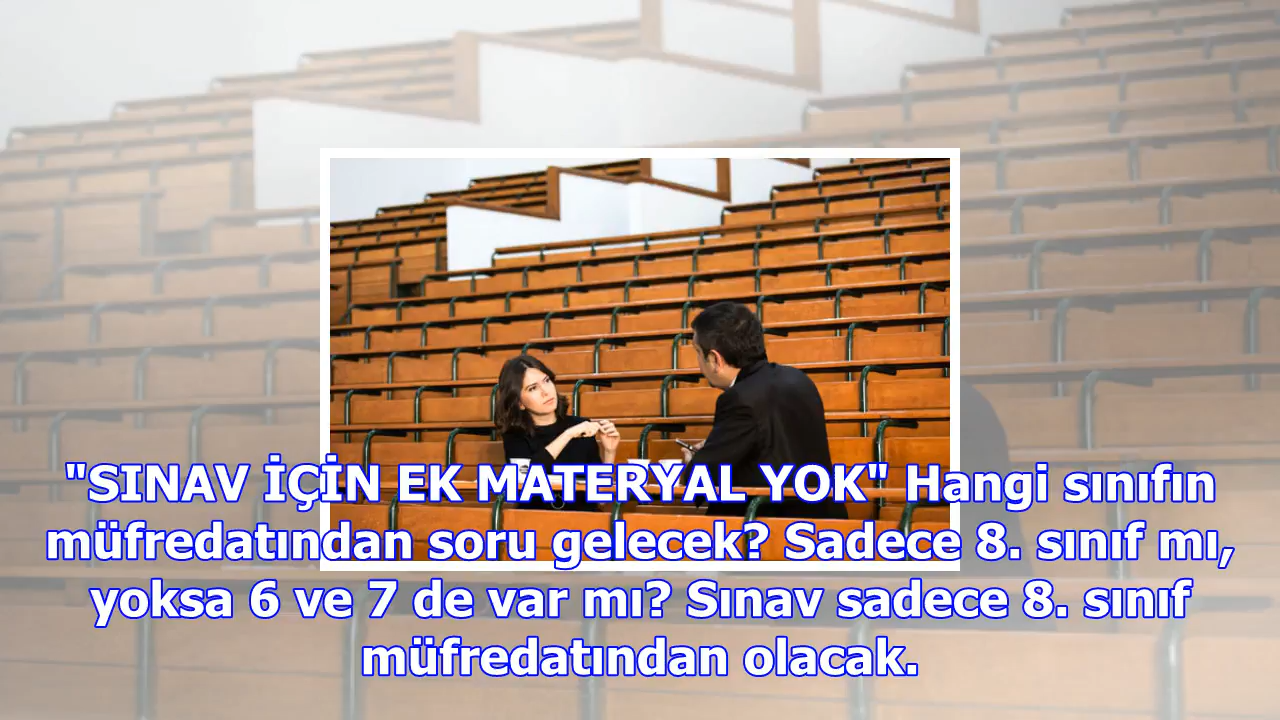 "SINAV İÇİN EK MATERYAL YOK" Hangi sınıfın
müfredatından soru gelecek? Sadece 8. sınıf mı,
yoksa 6 ve 7 de var mı? Sınav sadece 8. sınıf
müfredatından olacak.